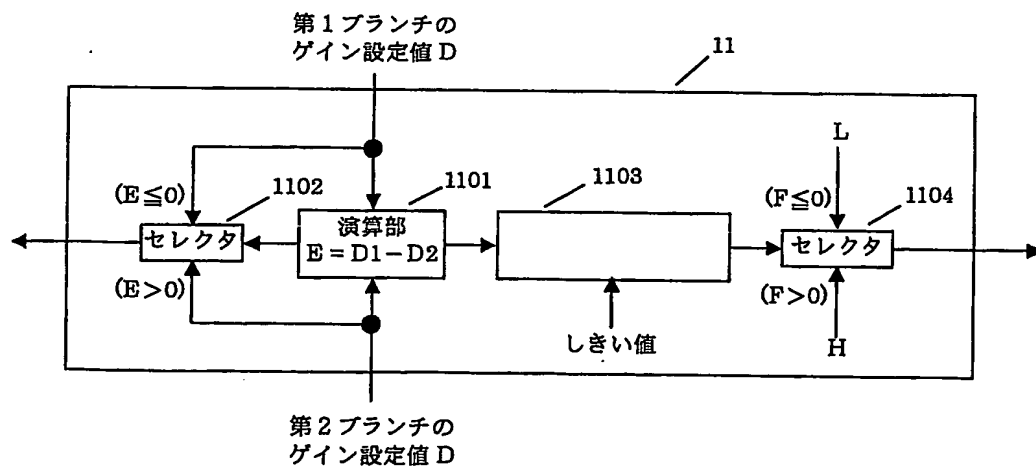 第1ブランチの
ゲイン設定値 D
11
L
(E≦0)
1102
1101
1103
(F≦0)
1104
セレクタ
演算部
E=D1−D2
セレクタ
(E>0)
(F>0)
しきい値
H
第2ブランチの
ゲイン設定値 D